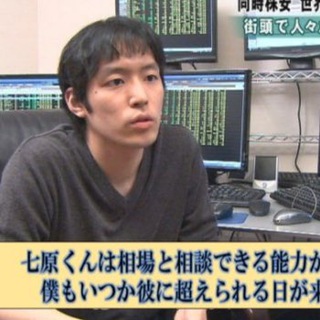 同時株安 世界
街頭で人々
七原くんは相場と相談できる能力が
僕もいつか彼に超えられる日が来